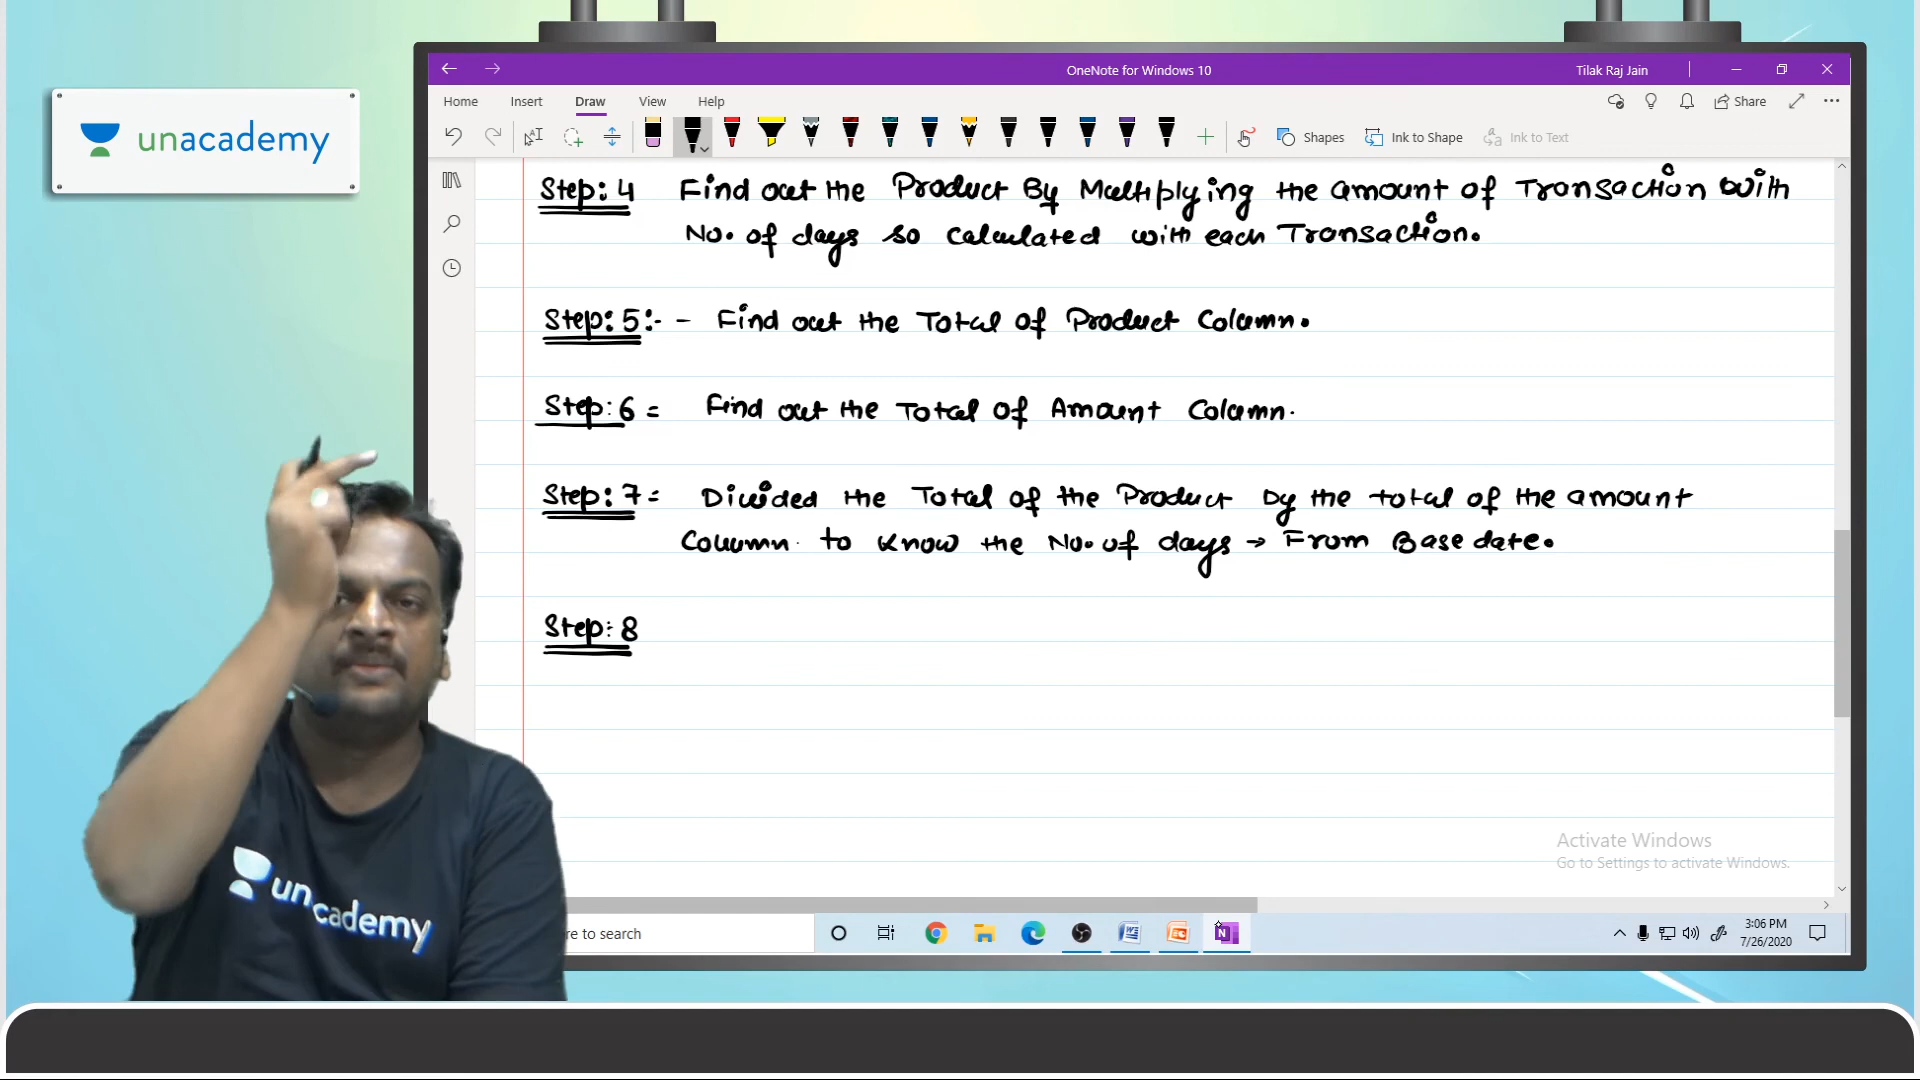 unacademy
OneNote for Windows 10
Tilak Raj Jain
Home Insert Draw View Help
Share
Shapes Ink to Shape Ink to Text
Step: 4 Find out the Product By Multiplying the amount of Transaction With
No. of days so calculated with each Transaction.
Step: 5:- - Find out the Total of Product Column.
Step: 6 = Find out the Total of Amount Column.
Step: 7 = Divided the Total of the Product by the total of the amount
Column to know the No. of days → From Base date.
Step: 8
Activate Windows
Go to Settings to activate Windows.
unacademy
re to search
3:06 PM
7/26/2020